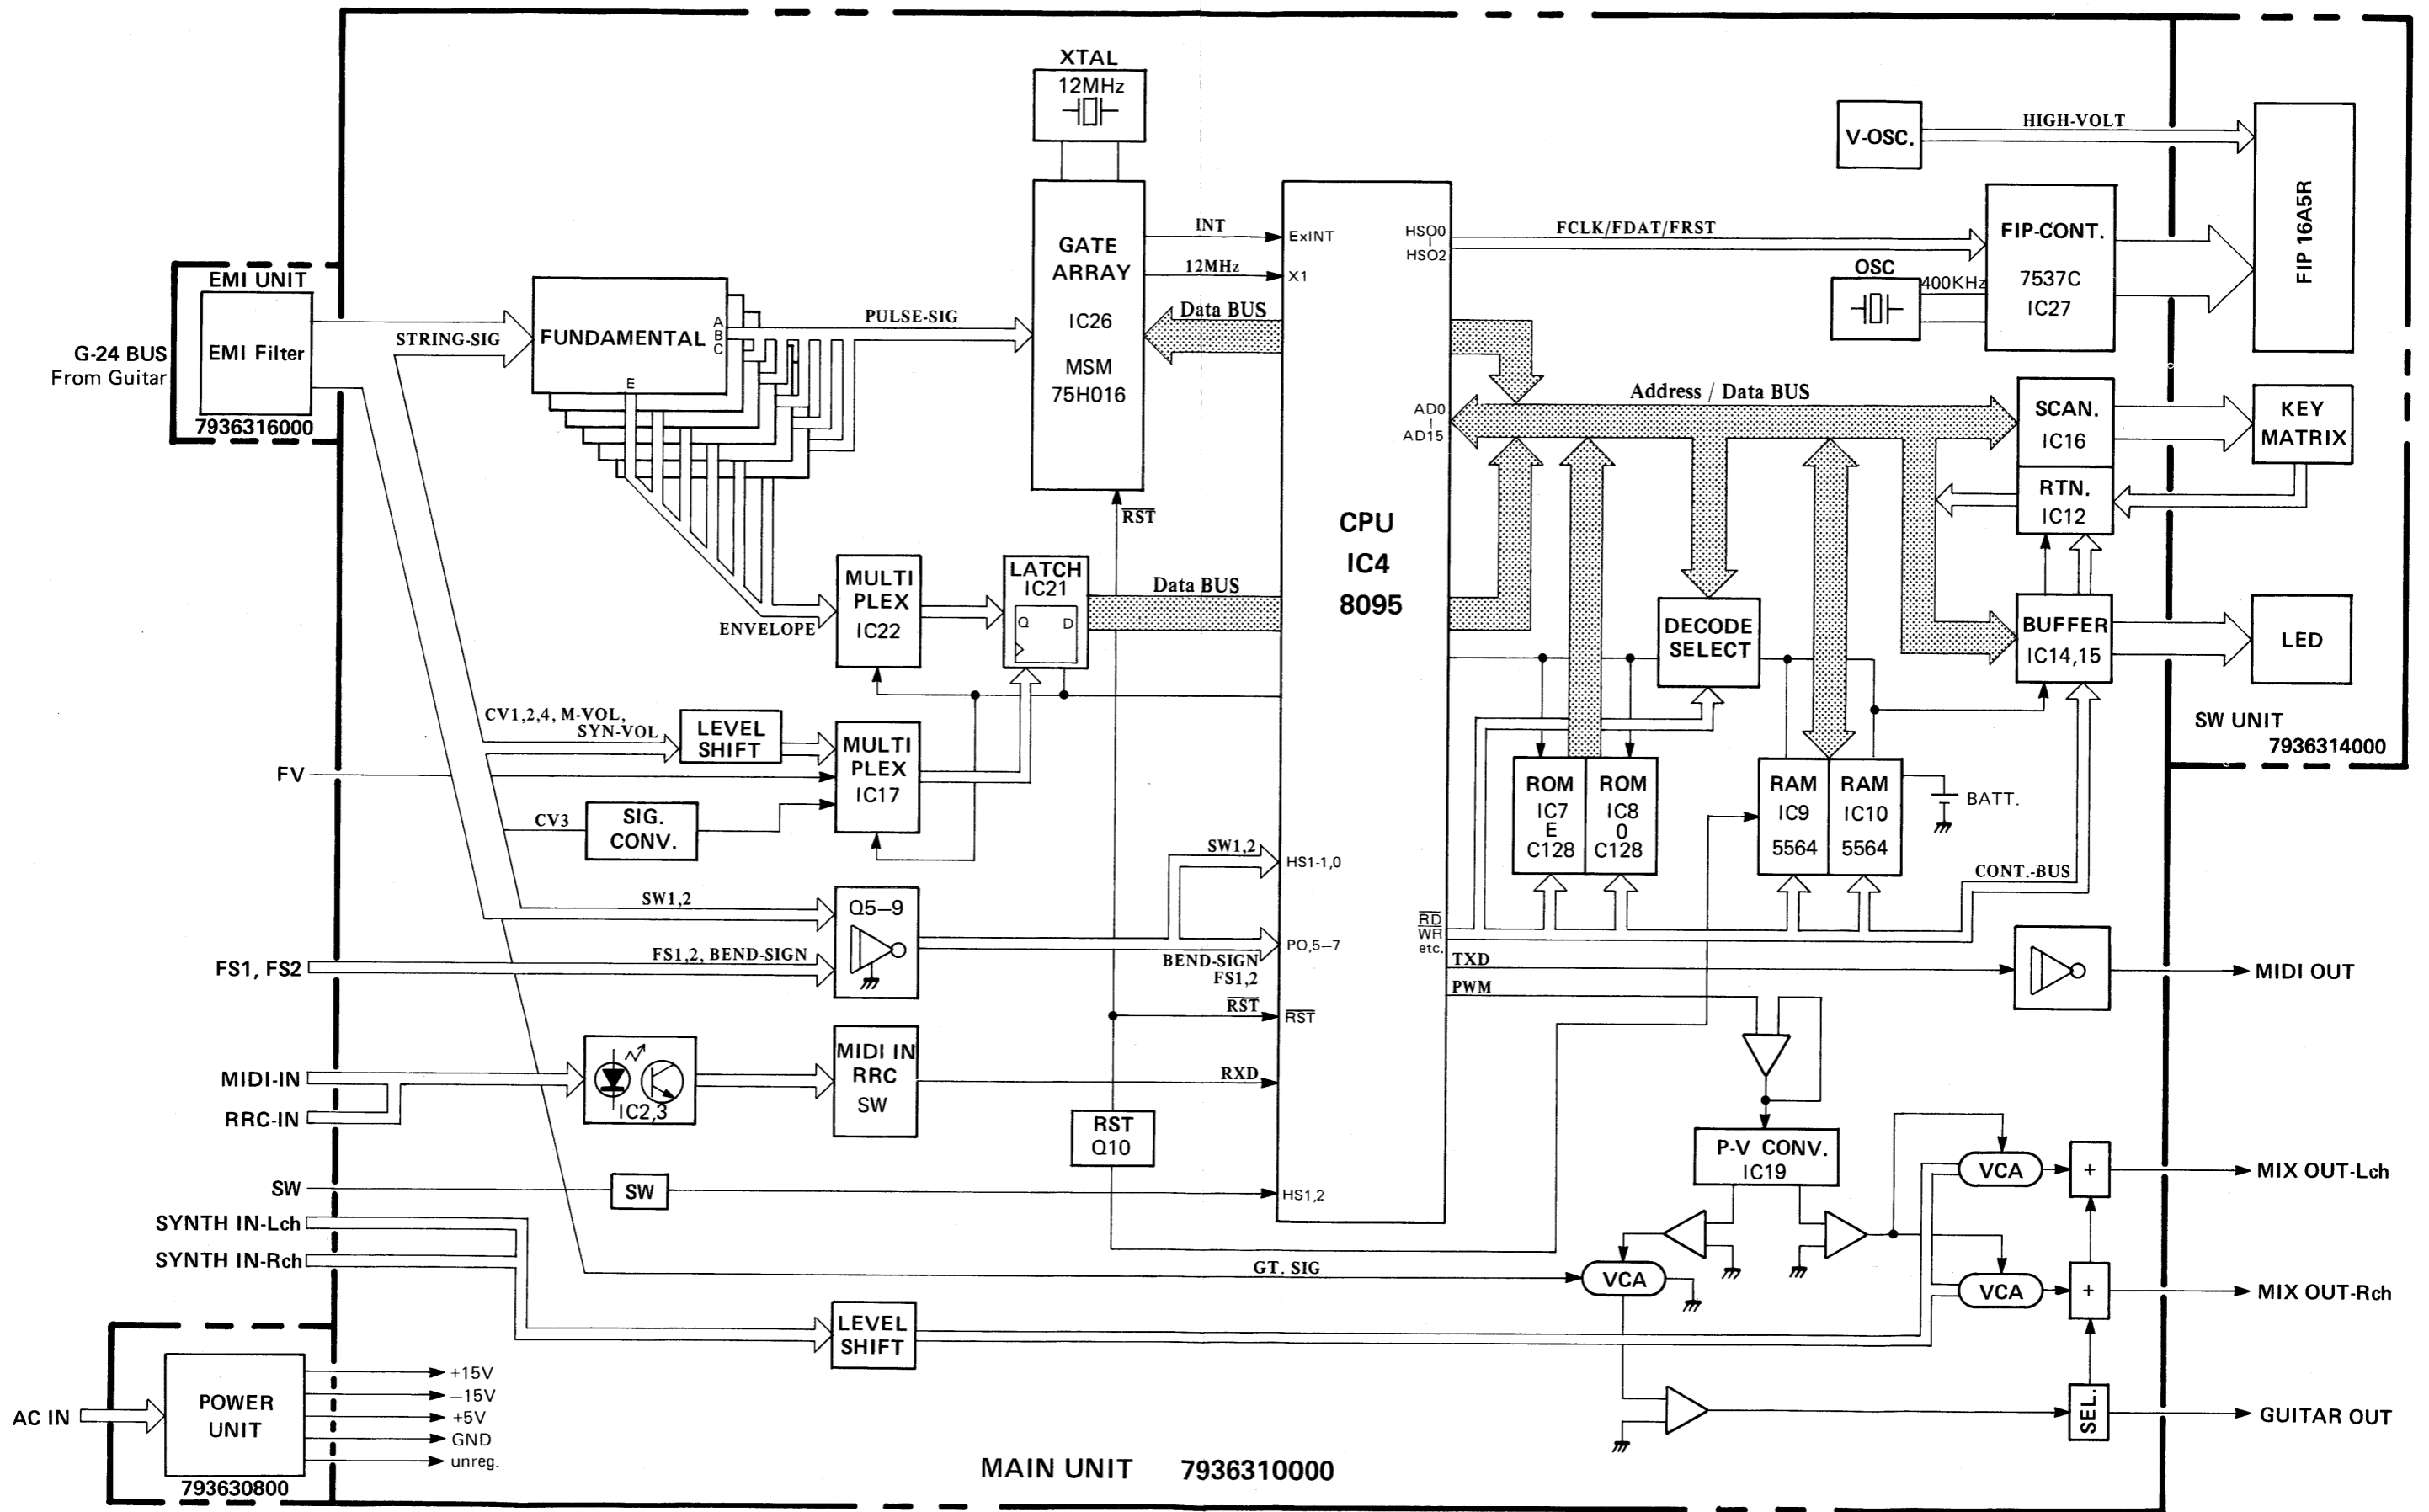 XTAL
12MHz
V-OSC.
HIGH-VOLT
FIP 16A5R
GATE
ARRAY
IC26
MSM
75H016
INT
12MHz
Data BUS
ExINT
X1
HSO0
HSO2
FCLK/FDAT/FRST
FIP-CONT.
7537C
IC27
OSC
400KHz
EMI UNIT
EMI Filter
7936316000
G-24 BUS
From Guitar
STRING-SIG
FUNDAMENTAL
A
B
C
E
PULSE-SIG
AD0
AD15
Address / Data BUS
SCAN.
IC16
RTN.
IC12
KEY
MATRIX
RST
CPU
IC4
8095
MULTI
PLEX
IC22
ENVELOPE
LATCH
IC21
Q
D
Data BUS
DECODE
SELECT
BUFFER
IC14,15
LED
SW UNIT
7936314000
CV1,2,4, M-VOL,
SYN-VOL
LEVEL
SHIFT
MULTI
PLEX
IC17
FV
CV3
SIG.
CONV.
ROM
IC7
E
C128
ROM
IC8
O
C128
RAM
IC9
5564
RAM
IC10
5564
BATT.
CONT.-BUS
SW1,2
HS1-1,0
SW1,2
Q5–9
FS1, FS2
FS1,2, BEND-SIGN
PO,5–7
BEND-SIGN
FS1,2
RD
WR
etc.
TXD
PWM
MIDI OUT
RST
RST
MIDI-IN
RRC-IN
IC2,3
MIDI IN
RRC
SW
RXD
RST
Q10
P-V CONV.
IC19
VCA
+
MIX OUT-Lch
SW
SW
HS1,2
SYNTH IN-Lch
SYNTH IN-Rch
GT. SIG
VCA
VCA
+
MIX OUT-Rch
LEVEL
SHIFT
AC IN
POWER
UNIT
793630800
+15V
–15V
+5V
GND
unreg.
SEL.
GUITAR OUT
MAIN UNIT 7936310000